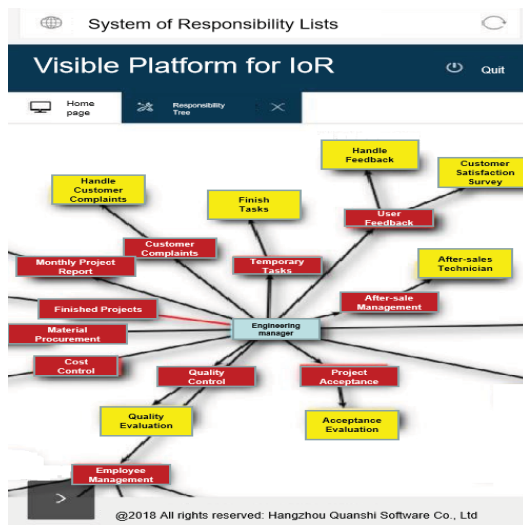 System of Responsibility Lists
Visible Platform for IoR
Quit
Home
page
Responsibility
Tree
Handle
Feedback
Customer
Satisfaction
Survey
Handle
Customer
Complaints
Finish
Tasks
User
Feedback
Customer
Complaints
Monthly Project
Report
Temporary
Tasks
After-sales
Technician
Finished Projects
After-sale
Management
Material
Procurement
Engineering
manager
Cost
Control
Quality
Control
Project
Acceptance
Quality
Evaluation
Acceptance
Evaluation
Employee
Management
@2018 All rights reserved: Hangzhou Quanshi Software Co., Ltd